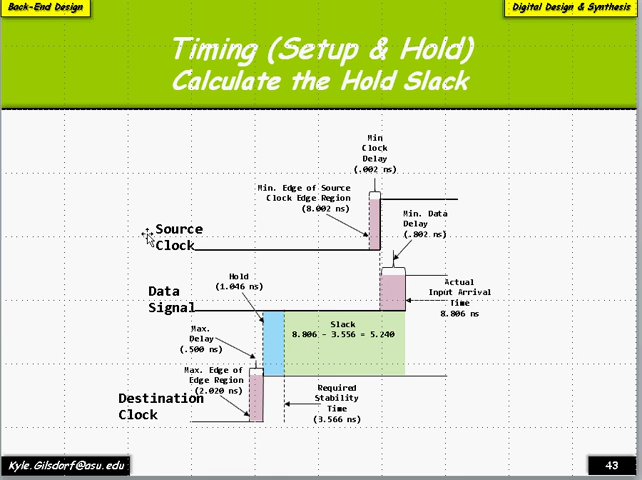 Back-End Design
Digital Design & Synthesis
Timing (Setup & Hold)
Calculate the Hold Slack
Min
Clock
Delay
(.002 ns)
Min. Edge of Source
Clock Edge Region
(8.002 ns)
Min. Data
Delay
(.802 ns)
Source
Clock
Hold
(1.046 ns)
Actual
Input Arrival
Time
8.806 ns
Data
Signal
Slack
8.806 - 3.556 = 5.240
Max.
Delay
(.500 ns)
Max. Edge of
Edge Region
(2.020 ns)
Required
Stability
Time
(3.566 ns)
Destination
Clock
Kyle.Gilsdorf@asu.edu
43